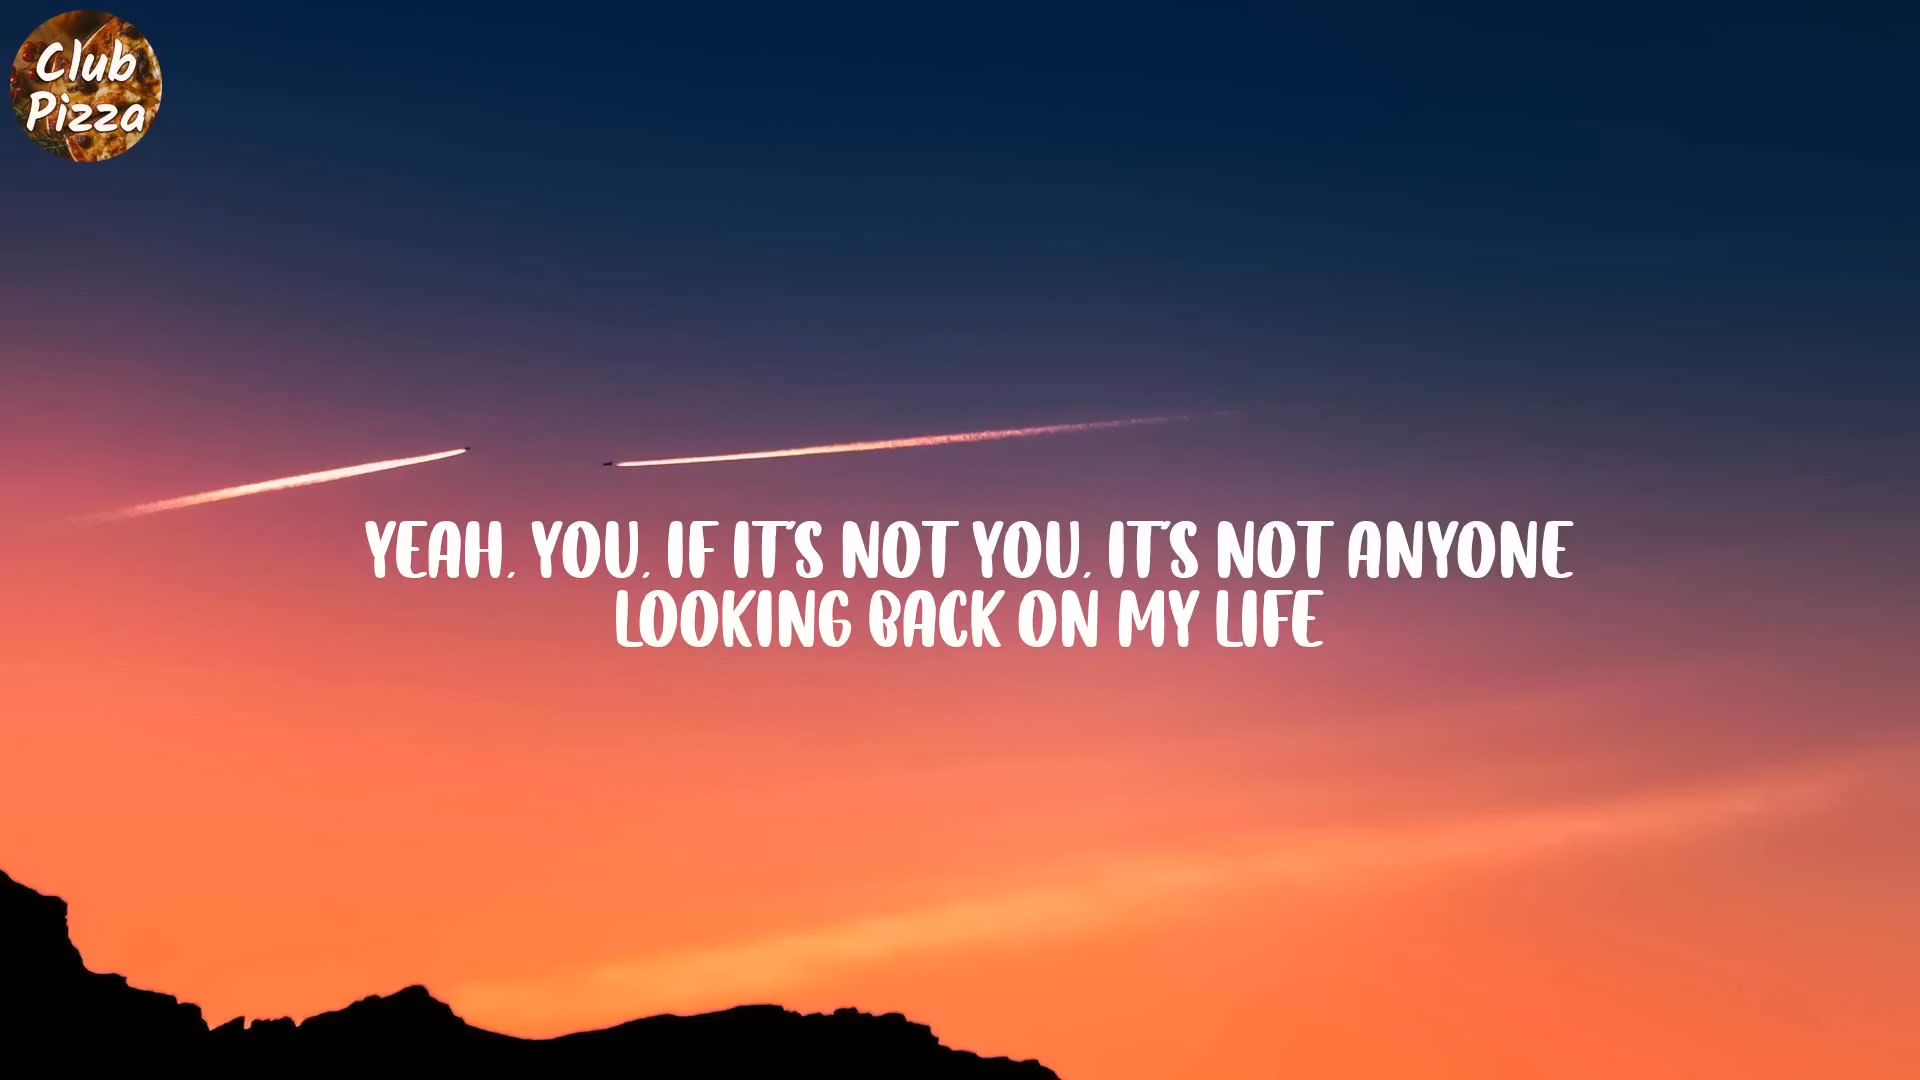 Club
Pizza
YEAH, YOU, IF IT'S NOT YOU, IT'S NOT ANYONE
LOOKING BACK ON MY LIFE